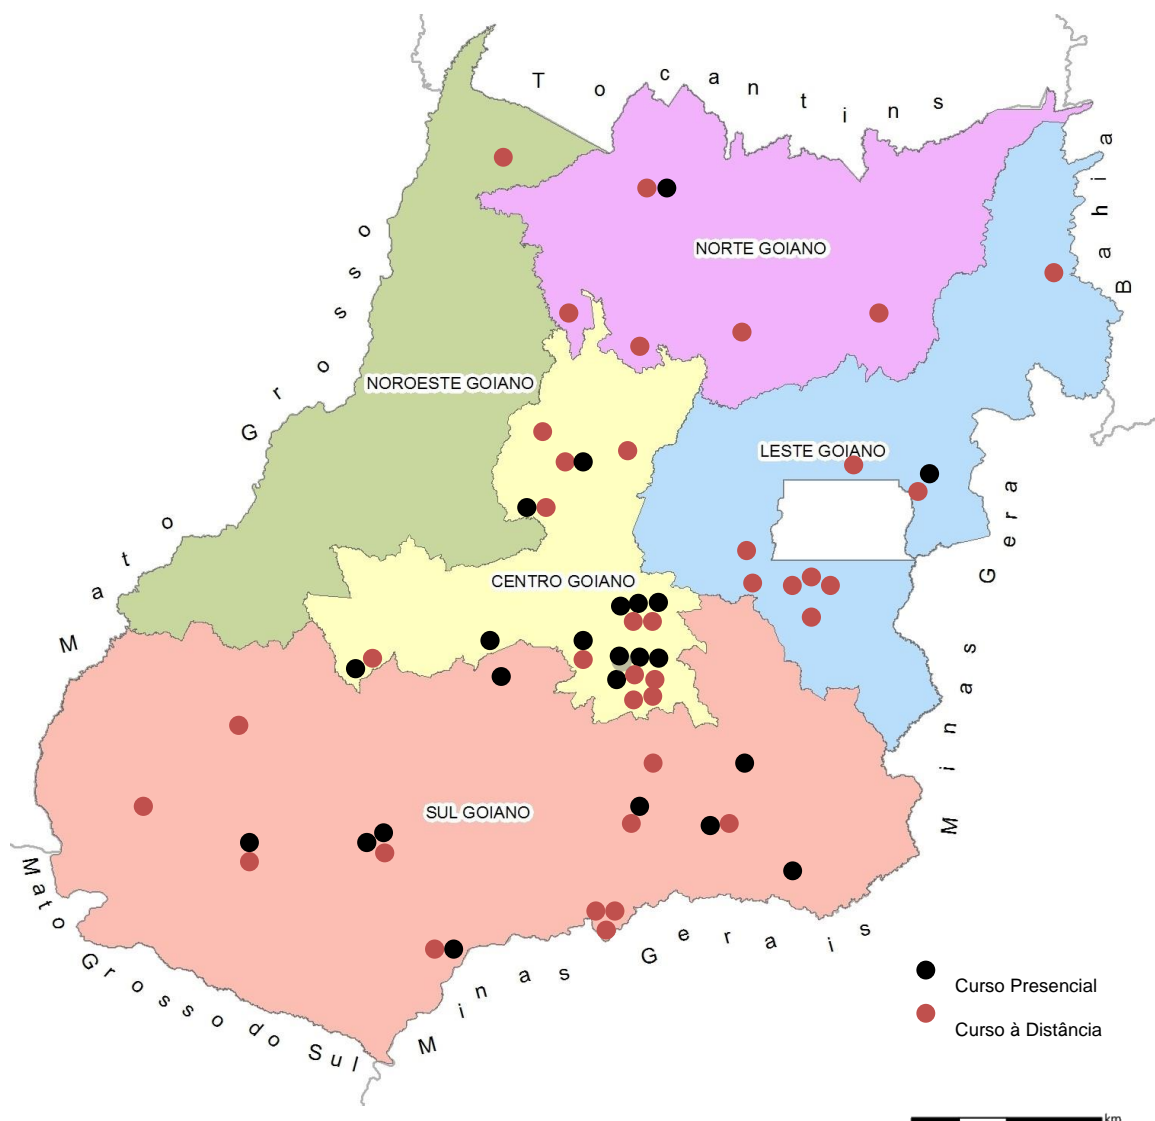 Tocantins
Bahia
Mato Grosso
NORTE GOIANO
NOROESTE GOIANO
LESTE GOIANO
CENTRO GOIANO
SUL GOIANO
Minas Gera
Mato Grosso do Sul
Minas Gerais
Curso Presencial
Curso à Distância
km